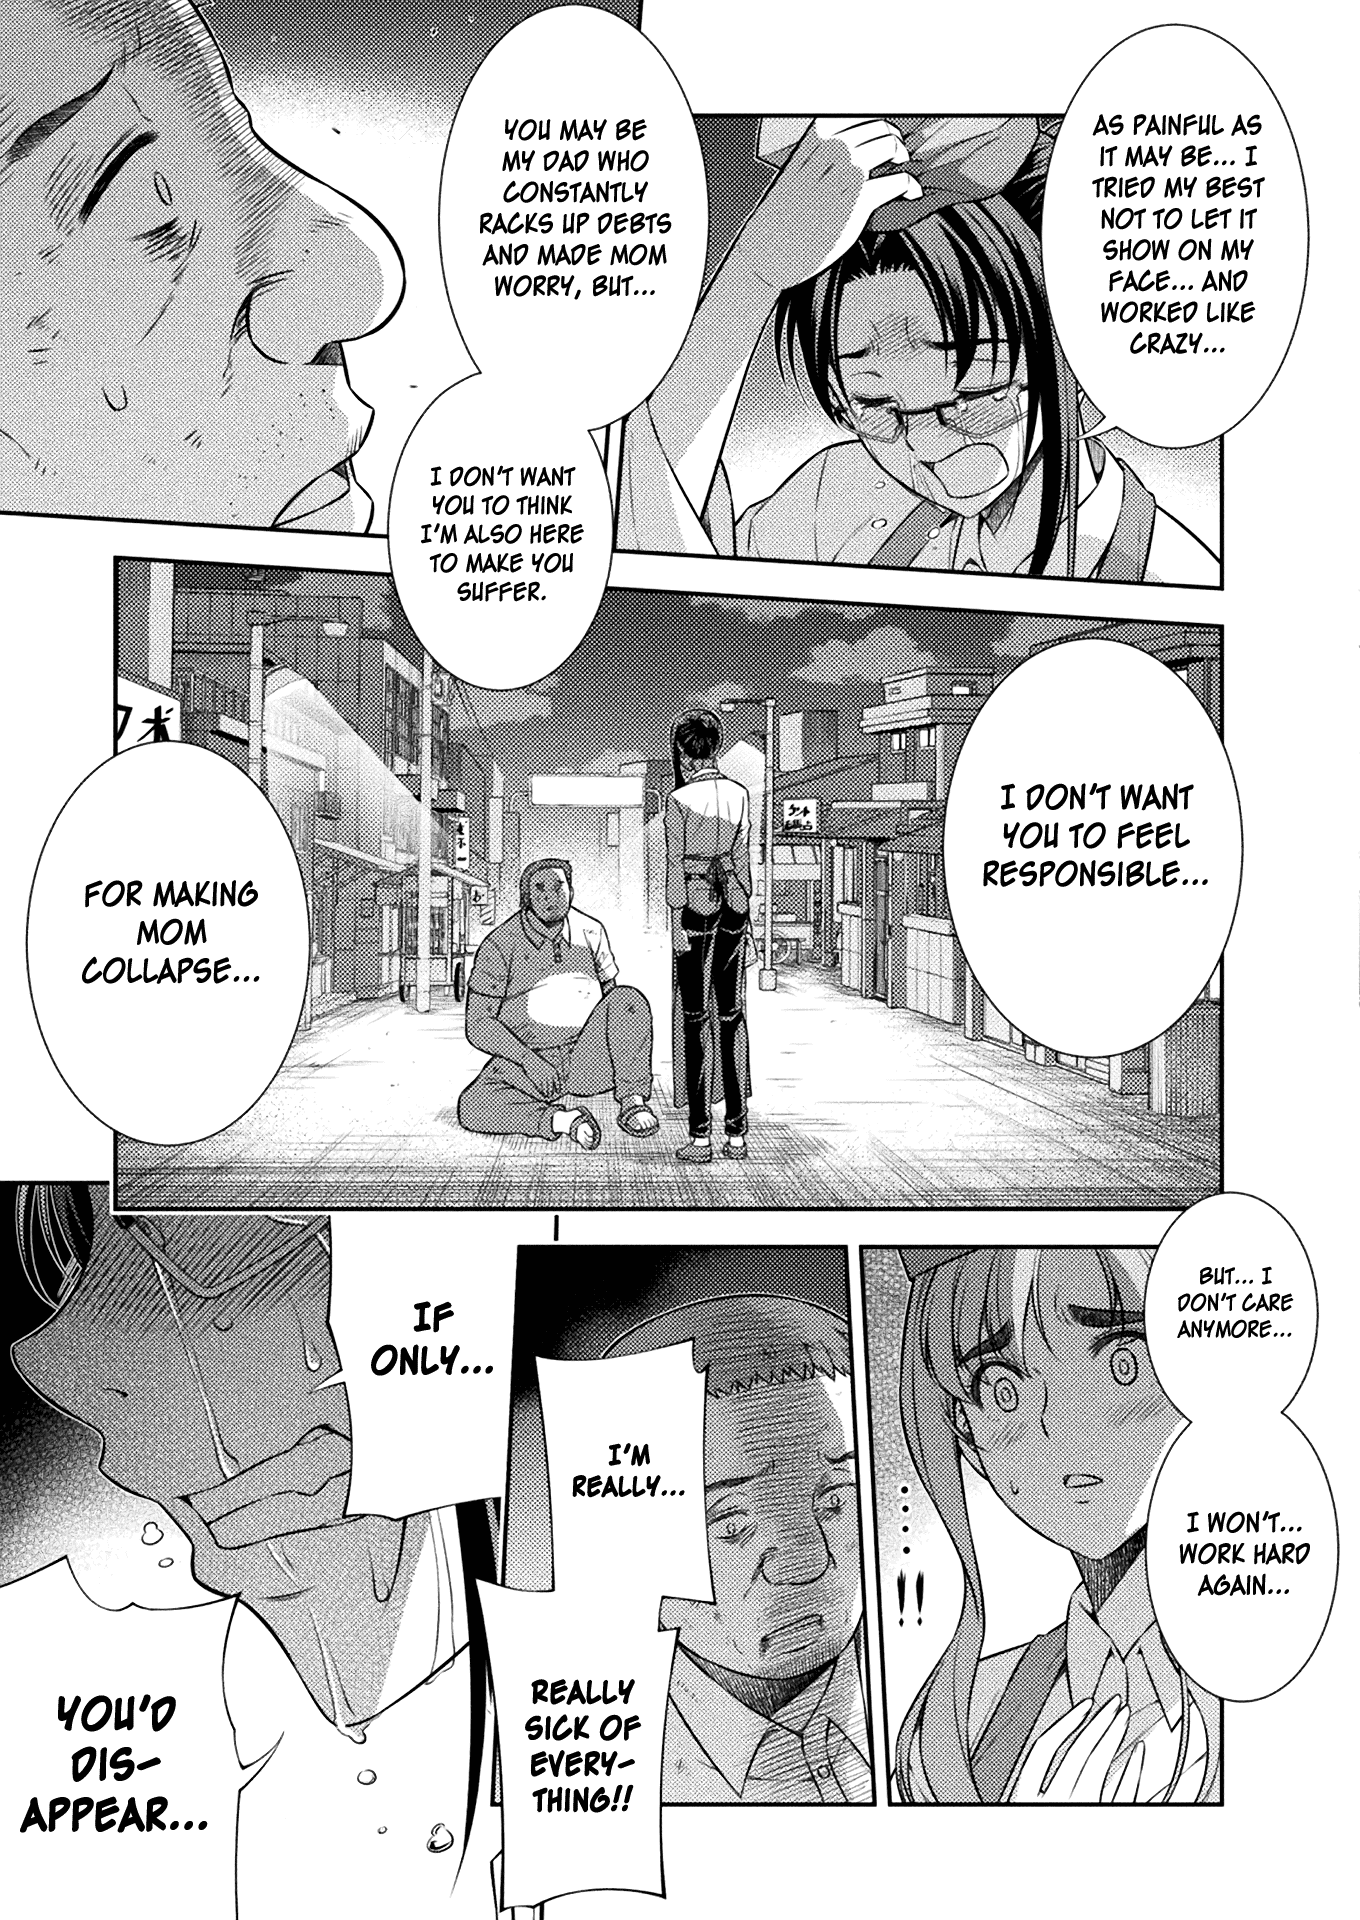 AS PAINFUL AS
IT MAY BE... I
TRIED MY BEST
NOT TO LET IT
SHOW ON MY
FACE... AND
WORKED LIKE
CRAZY...
YOU MAY BE
MY DAD WHO
CONSTANTLY
RACKS UP DEBTS
AND MADE MOM
WORRY, BUT...
I DON'T WANT
YOU TO THINK
I'M ALSO HERE
TO MAKE YOU
SUFFER.
I DON'T WANT
YOU TO FEEL
RESPONSIBLE...
FOR MAKING
MOM
COLLAPSE...
BUT... I
DON'T CARE
ANYMORE...
I WON'T...
WORK HARD
AGAIN...
......!!
I'M
REALLY...
REALLY
SICK OF
EVERY-
THING!!
IF
ONLY...
YOU'D
DIS-
APPEAR...